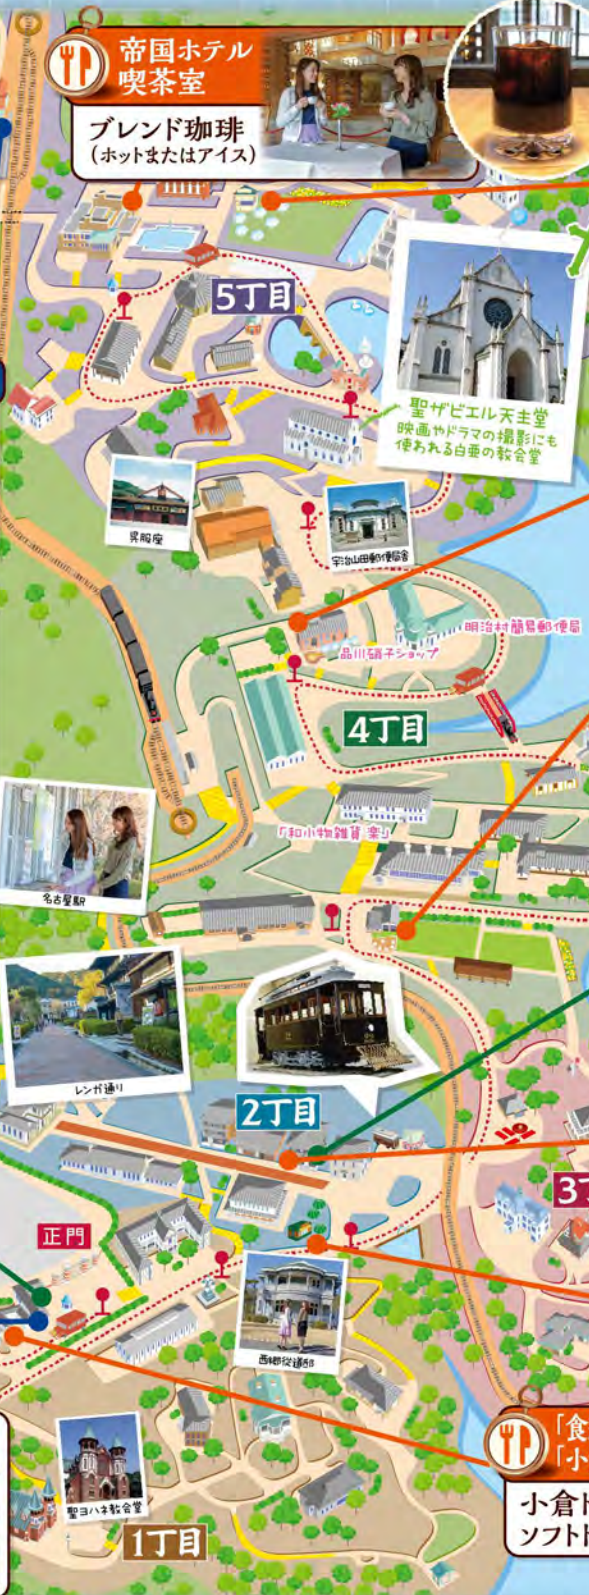 帝国ホテル
喫茶室
ブレンド珈琲
(ホットまたはアイス)
5丁目
聖ザビエル天主堂
映画やドラマの撮影にも
使われる白亜の教会堂
呉服座
宇治山田郵便局舎
明治村簡易郵便局
品川硝子ショップ
4丁目
「和小物雑貨 楽」
名古屋駅
レンガ通り
2丁目
3丁
正門
西郷從道邸
聖ヨハネ教会堂
1丁目
「食
「小
小倉
ソフト